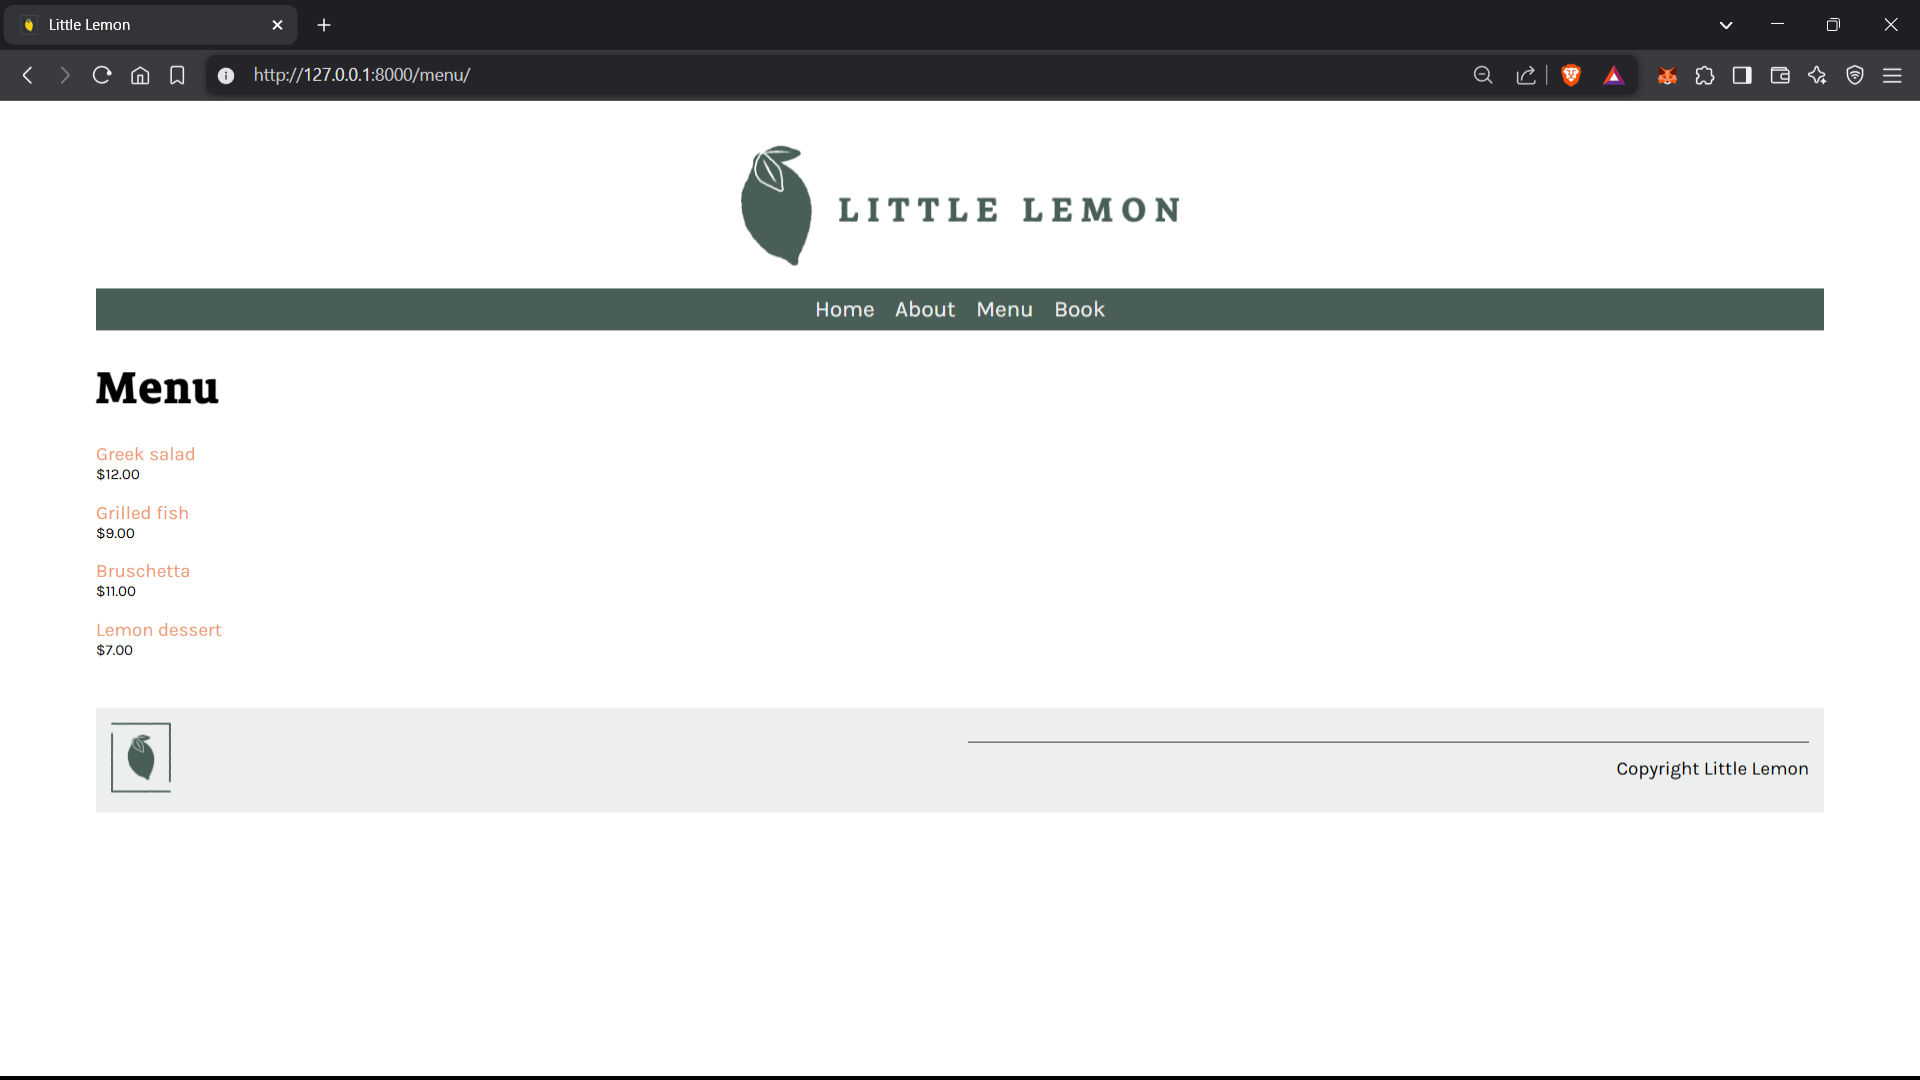 Little Lemon
http://127.0.0.1:8000/menu/
LITTLE LEMON
Home About Menu Book
Menu
Greek salad
$12.00
Grilled fish
$9.00
Bruschetta
$11.00
Lemon dessert
$7.00
Copyright Little Lemon